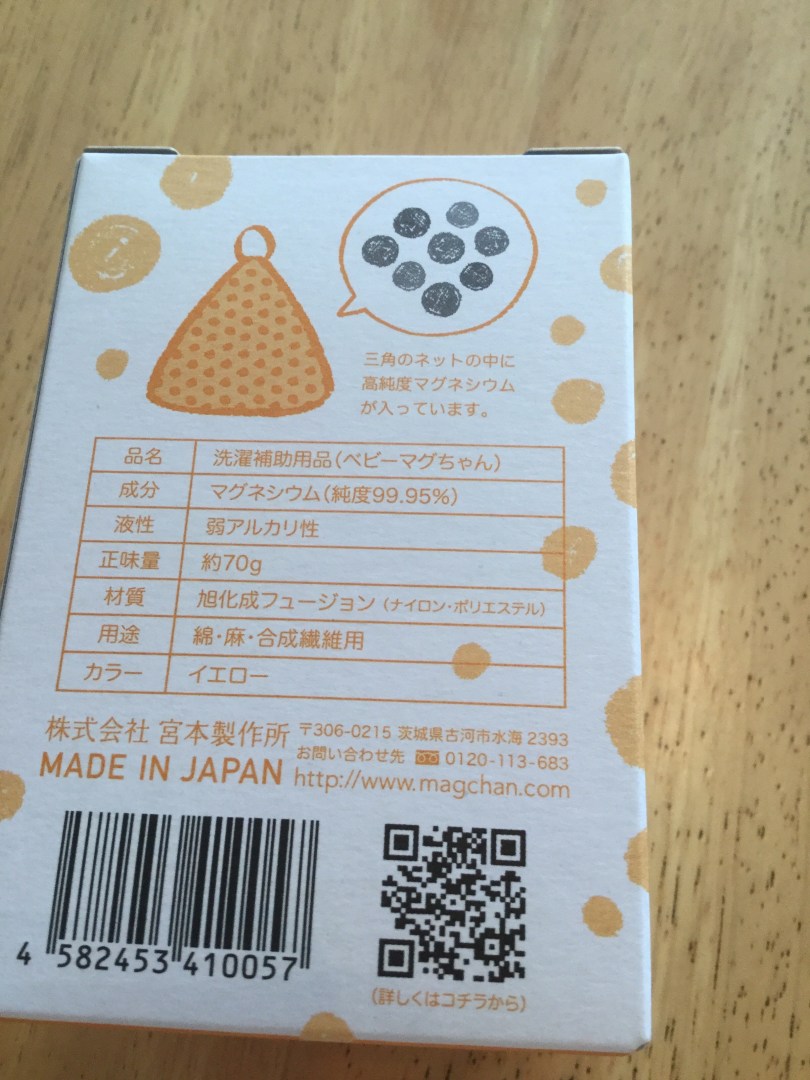 三角のネットの中に
高純度マグネシウム
が入っています。
品名 洗濯補助用品(ベビーマグちゃん)
成分 マグネシウム(純度99.95%)
液性 弱アルカリ性
正味量 約70g
材質 旭化成フュージョン(ナイロン・ポリエステル)
用途 綿・麻・合成繊維用
カラー イエロー
株式会社 宮本製作所 〒306-0215 茨城県古河市水海2393
お問い合わせ先 0120-113-683
MADE IN JAPAN http://www.magchan.com
4 582453 410057
(詳しくはコチラから)